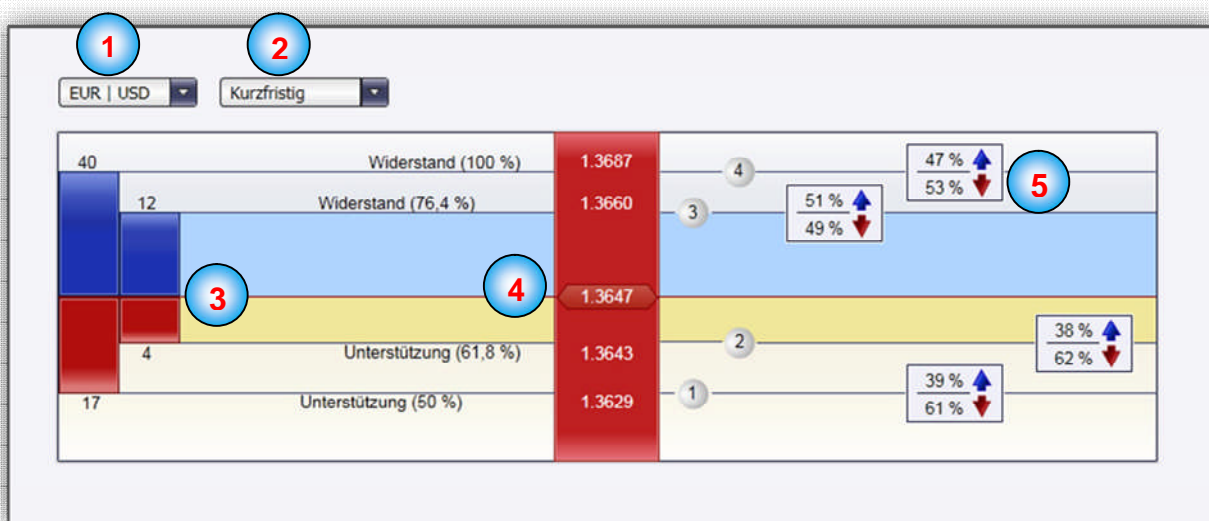 1 2
EUR | USD Kurzfristig
40 Widerstand (100 %) 1.3687 4 47 %
53 % 5
12 Widerstand (76,4 %) 1.3660 3 51 %
49 %
3 4 1.3647
4 Unterstützung (61,8 %) 1.3643 2 38 %
62 %
17 Unterstützung (50 %) 1.3629 1 39 %
61 %